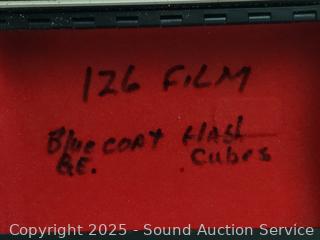 126 FILM
Blue COAT FLASH
GE. Cubes
Copyright 2025 - Sound Auction Service